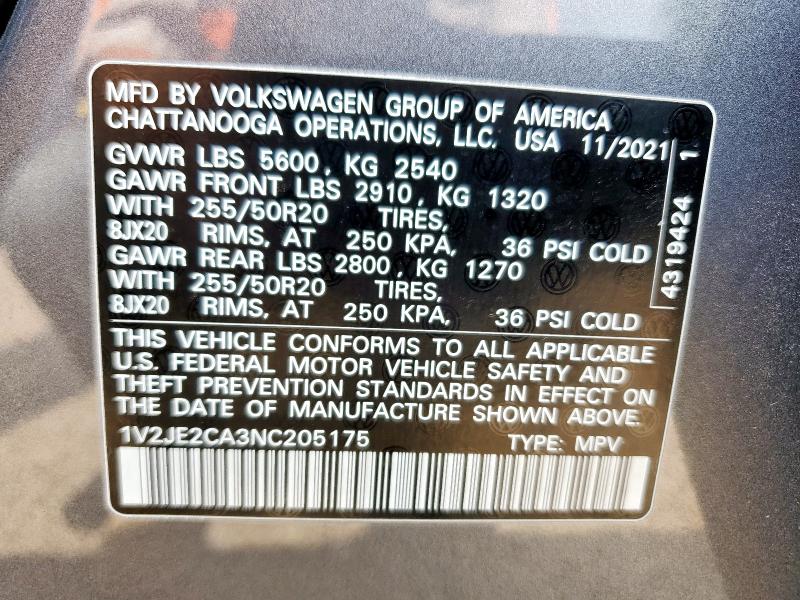 MFD BY VOLKSWAGEN GROUP OF AMERICA
CHATTANOOGA OPERATIONS, LLC. USA 11/2021
GVWR LBS 5600, KG 2540
GAWR FRONT LBS 2910, KG 1320
WITH 255/50R20 TIRES,
8JX20 RIMS, AT 250 KPA, 36 PSI COLD
GAWR REAR LBS 2800, KG 1270
WITH 255/50R20 TIRES,
8JX20 RIMS, AT 250 KPA, 36 PSI COLD
4319424 1
THIS VEHICLE CONFORMS TO ALL APPLICABLE
U.S. FEDERAL MOTOR VEHICLE SAFETY AND
THEFT PREVENTION STANDARDS IN EFFECT ON
THE DATE OF MANUFACTURE SHOWN ABOVE.
1V2JE2CA3NC205175 TYPE: MPV